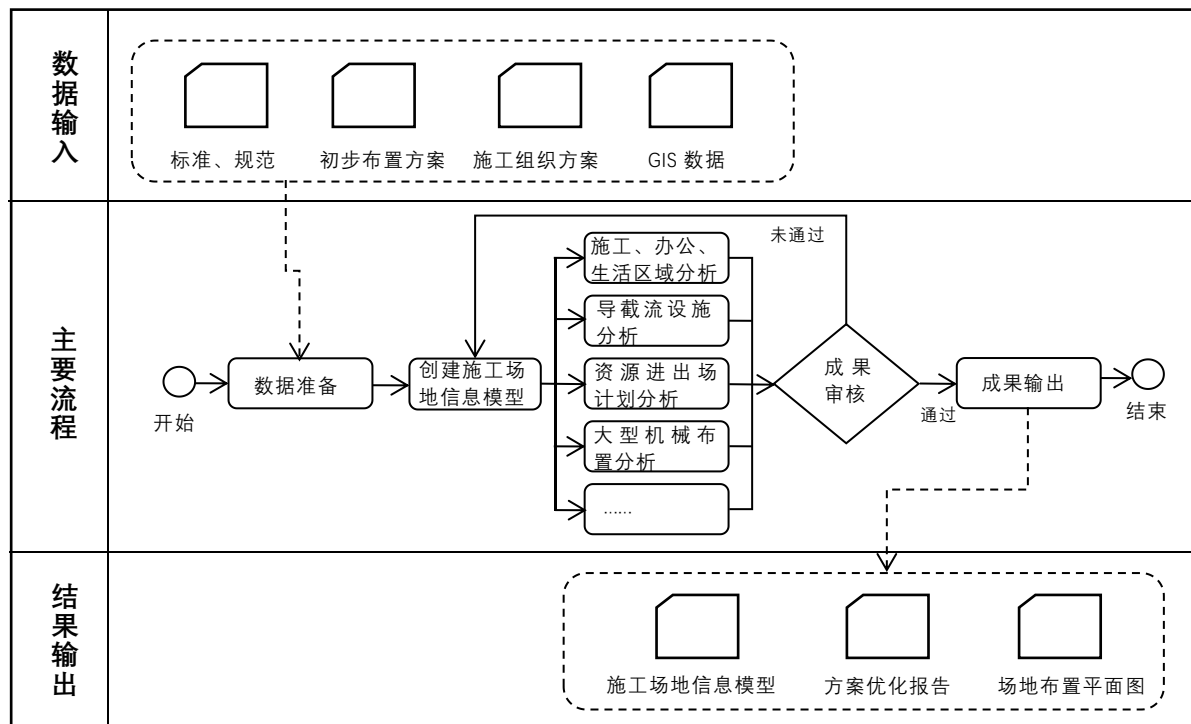 数据输入
标准、规范
初步布置方案
施工组织方案
GIS 数据
主要流程
开始
数据准备
创建施工场
地信息模型
施工、办公、
生活区域分析
导截流设施
分析
资源进出场
计划分析
大型机械布
置分析
……
未通过
成果
审核
通过
成果输出
结束
结果输出
施工场地信息模型
方案优化报告
场地布置平面图